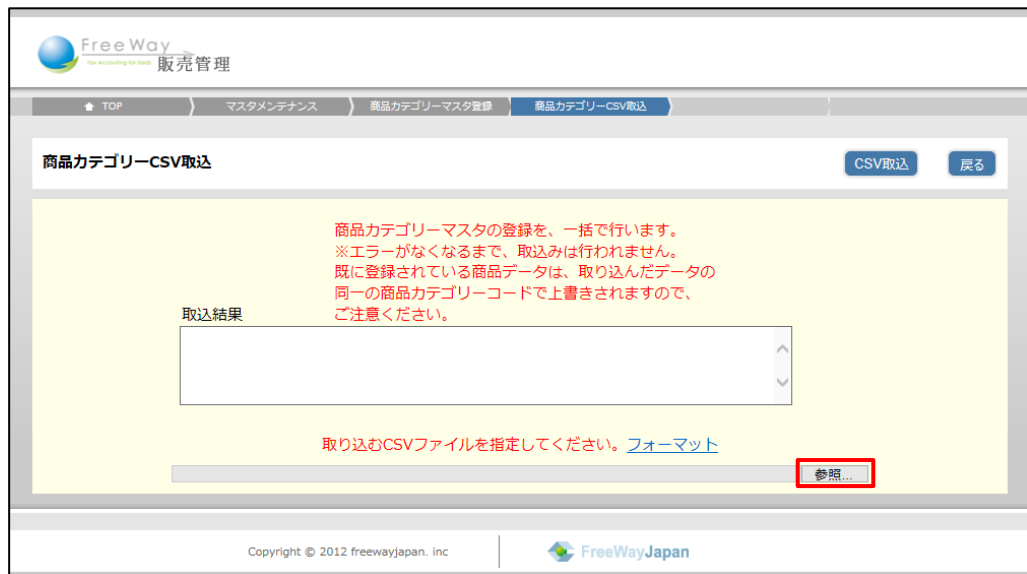 FreeWay
Tax Accounting for SaaS
販売管理
TOP
マスタメンテナンス
商品カテゴリーマスタ登録
商品カテゴリーCSV取込
商品カテゴリーCSV取込
CSV取込
戻る
商品カテゴリーマスタの登録を、一括で行います。
※エラーがなくなるまで、取込みは行われません。
既に登録されている商品データは、取り込んだデータの
同一の商品カテゴリーコードで上書きされますので、
ご注意ください。
取込結果
取り込むCSVファイルを指定してください。フォーマット
参照...
Copyright © 2012 freewayjapan. inc
FreeWayJapan